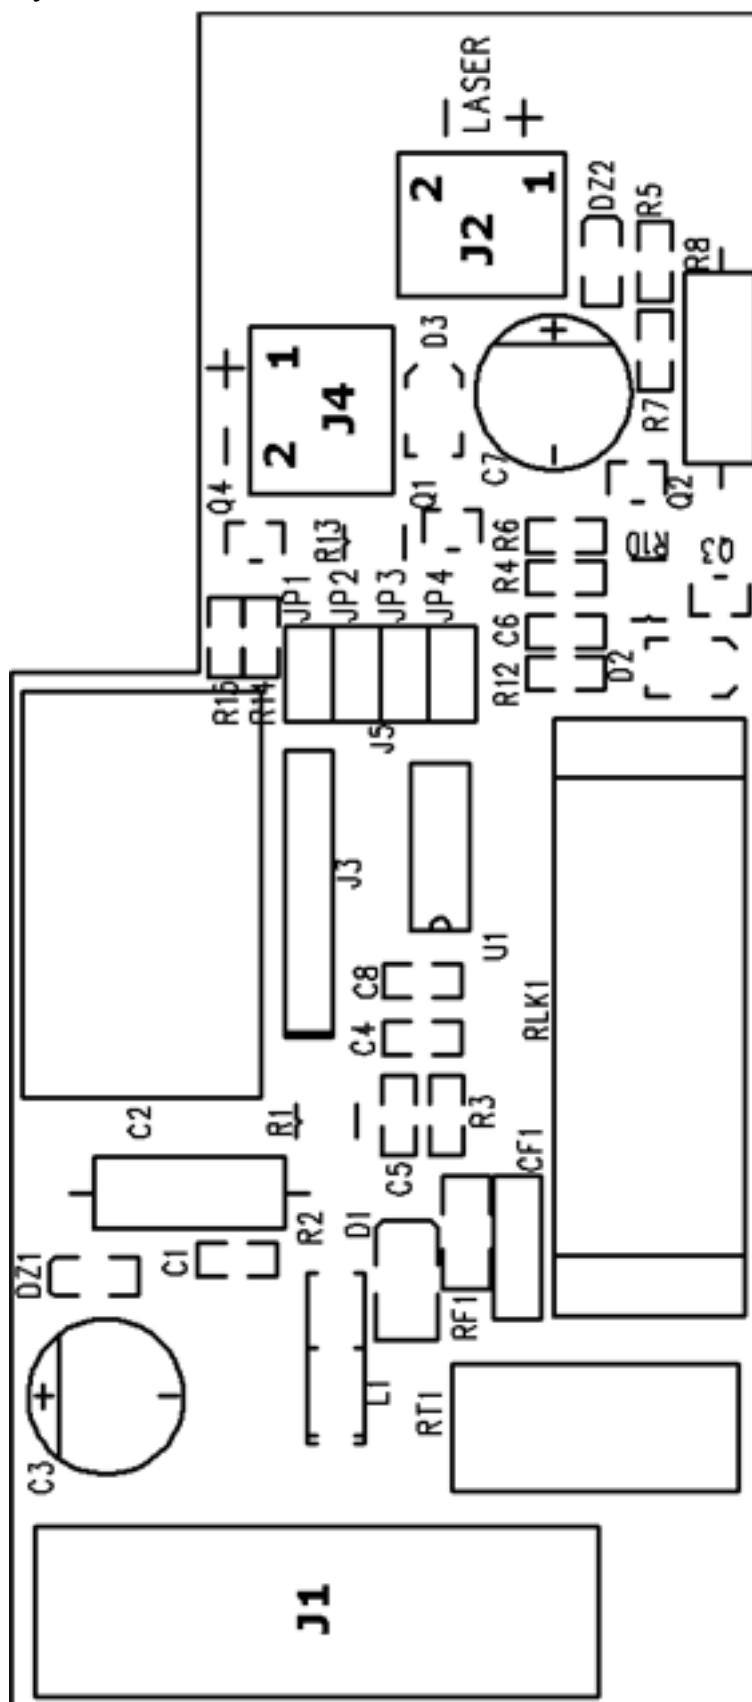 LASER
+
−
2
1
J2
DZ2
R5
R8
D3
+
1
J4
−
2
+
−
C7
R7
Q4
Q1
Q2
R13
R6
R10
Q3
R4
JP1
JP2
JP3
JP4
C6
R15
R14
R12
D2
J5
J3
U1
C8
C4
RLK1
C2
R1
R3
C5
CF1
R2
D1
DZ1
C1
RF1
+
−
L1
RT1
C3
J1